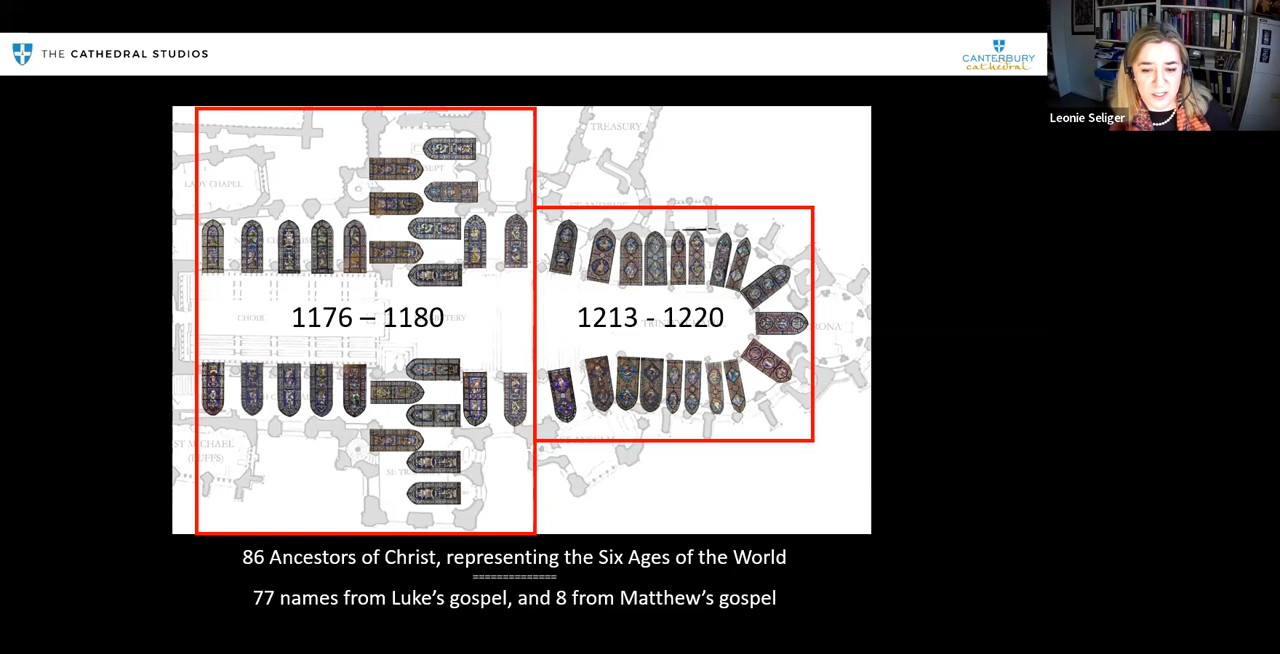 THE CATHEDRAL STUDIOS
CANTERBURY
cathedral
Leonie Seliger
TREASURY
LADY CHAPEL
1176 – 1180
1213 - 1220
CHOIR
ST MICHAEL
(BUFFS)
86 Ancestors of Christ, representing the Six Ages of the World
==============
77 names from Luke’s gospel, and 8 from Matthew’s gospel